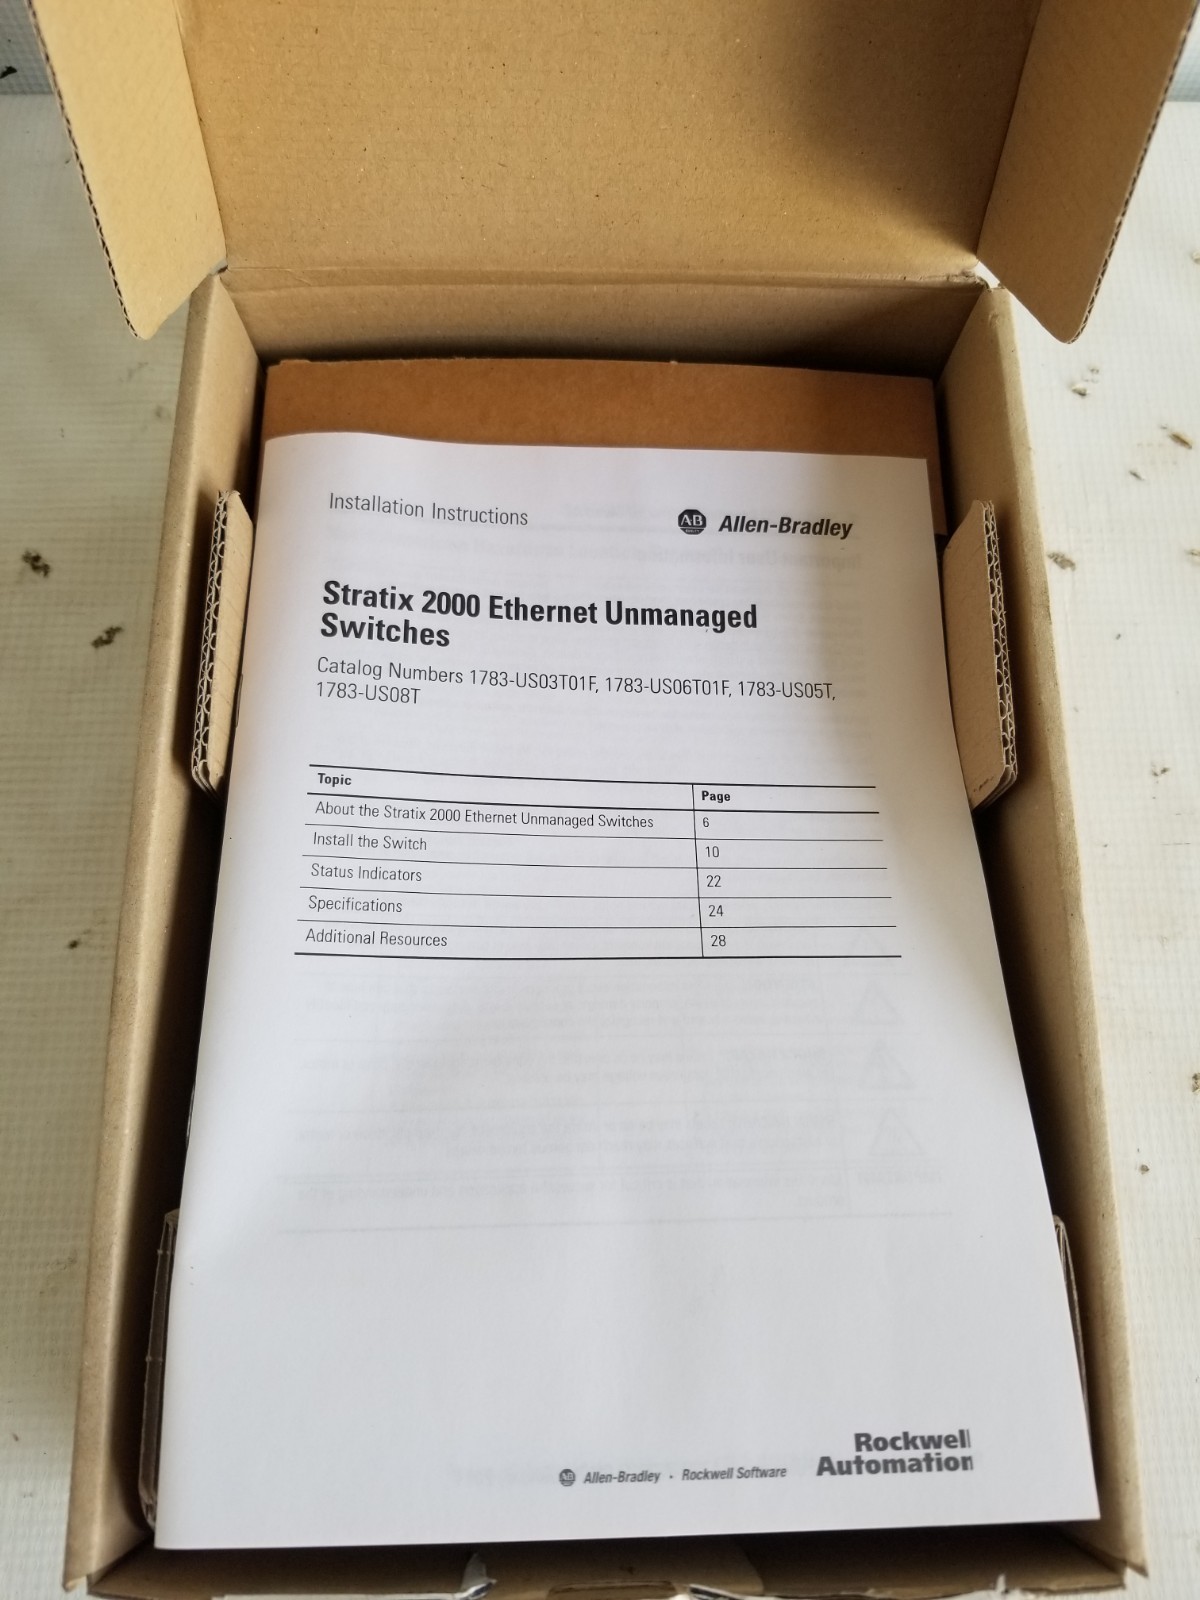 Installation Instructions
AB Allen-Bradley
Stratix 2000 Ethernet Unmanaged
Switches
Catalog Numbers 1783-US03T01F, 1783-US06T01F, 1783-US05T,
1783-US08T
Topic Page
About the Stratix 2000 Ethernet Unmanaged Switches 6
Install the Switch 10
Status Indicators 22
Specifications 24
Additional Resources 28
AB Allen-Bradley · Rockwell Software
Rockwell
Automation